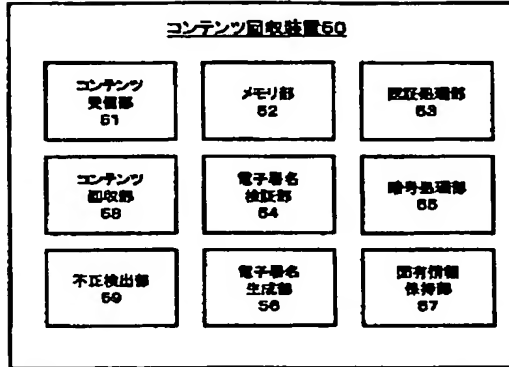 コンテンツ回収装置50
コンテンツ
受信部
51
メモリ部
52
認証処理部
53
コンテンツ
回収部
58
電子署名
検証部
54
暗号処理部
55
不正検出部
59
電子署名
生成部
56
固有情報
保持部
57